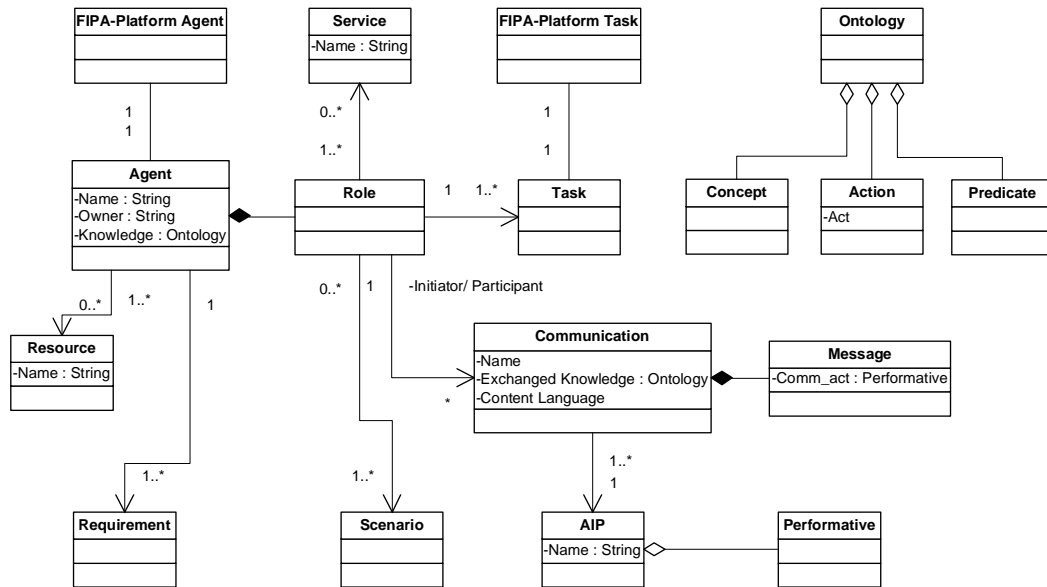 FIPA-Platform Agent
Service
-Name : String
FIPA-Platform Task
Ontology
1
1
0..*
1..*
1
1
Agent
-Name : String
-Owner : String
-Knowledge : Ontology
Role
1
1..*
Task
Concept
Action
-Act
Predicate
0..*
1..*
1
0..*
1
-Initiator/ Participant
Resource
-Name : String
Communication
-Name
-Exchanged Knowledge : Ontology
-Content Language
*
Message
-Comm_act : Performative
1..*
1..*
1..*
1
Requirement
Scenario
AIP
-Name : String
Performative